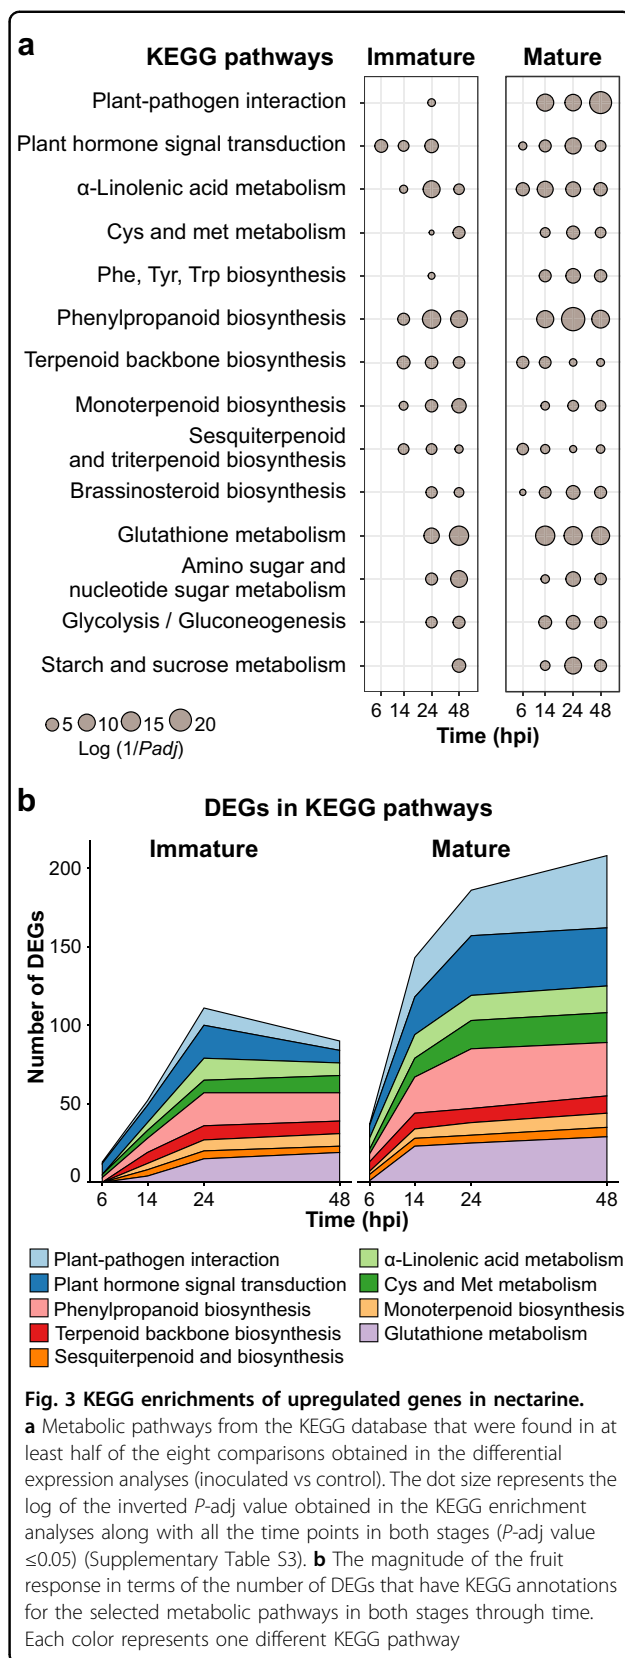 a
KEGG pathways Immature Mature
Plant-pathogen interaction
Plant hormone signal transduction
α-Linolenic acid metabolism
Cys and met metabolism
Phe, Tyr, Trp biosynthesis
Phenylpropanoid biosynthesis
Terpenoid backbone biosynthesis
Monoterpenoid biosynthesis
Sesquiterpenoid
and triterpenoid biosynthesis
Brassinosteroid biosynthesis
Glutathione metabolism
Amino sugar and
nucleotide sugar metabolism
Glycolysis / Gluconeogenesis
Starch and sucrose metabolism
6 14 24 48 6 14 24 48
Time (hpi)
5 10 15 20
Log (1/Padj)
b
DEGs in KEGG pathways
Immature Mature
Number of DEGs
200
150
100
50
0
6 14 24 48 6 14 24 48
Time (hpi)
Plant-pathogen interaction
Plant hormone signal transduction
Phenylpropanoid biosynthesis
Terpenoid backbone biosynthesis
Sesquiterpenoid and biosynthesis
α-Linolenic acid metabolism
Cys and Met metabolism
Monoterpenoid biosynthesis
Glutathione metabolism
Fig. 3 KEGG enrichments of upregulated genes in nectarine.
a Metabolic pathways from the KEGG database that were found in at
least half of the eight comparisons obtained in the differential
expression analyses (inoculated vs control). The dot size represents the
log of the inverted P-adj value obtained in the KEGG enrichment
analyses along with all the time points in both stages (P-adj value
≤0.05) (Supplementary Table S3). b The magnitude of the fruit
response in terms of the number of DEGs that have KEGG annotations
for the selected metabolic pathways in both stages through time.
Each color represents one different KEGG pathway